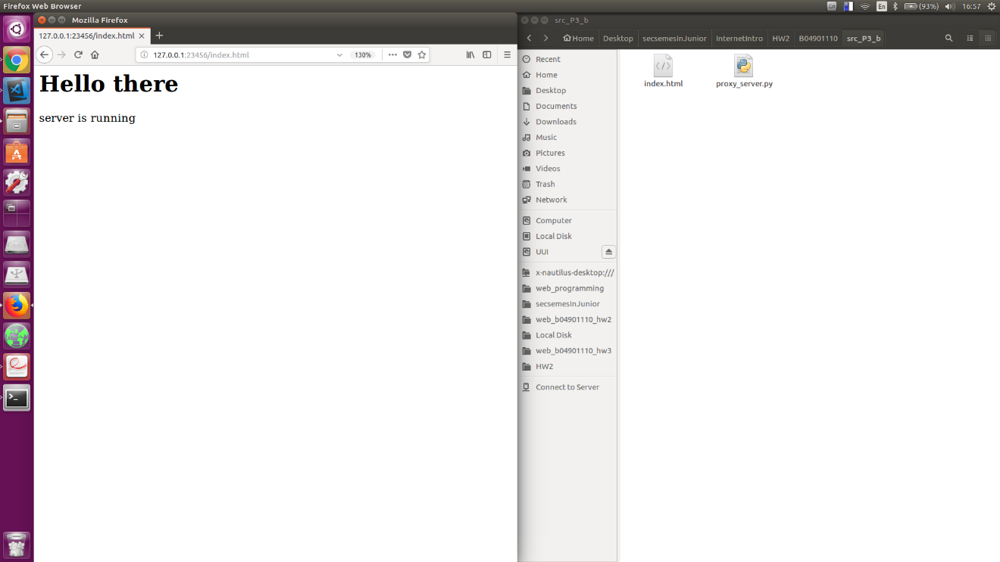 Firefox Web Browser
En
En
(93%)
16:57
Mozilla Firefox
127.0.0.1:23456/index.html
127.0.0.1:23456/index.html
130%
Hello there
server is running
src_P3_b
Home
Desktop
secsemesInJunior
InternetIntro
HW2
B04901110
src_P3_b
Recent
Home
Desktop
Documents
Downloads
Music
Pictures
Videos
Trash
Network
Computer
Local Disk
UUI
x-nautilus-desktop:///
web_programming
secsemesInJunior
web_b04901110_hw2
Local Disk
web_b04901110_hw3
HW2
Connect to Server
index.html
proxy_server.py